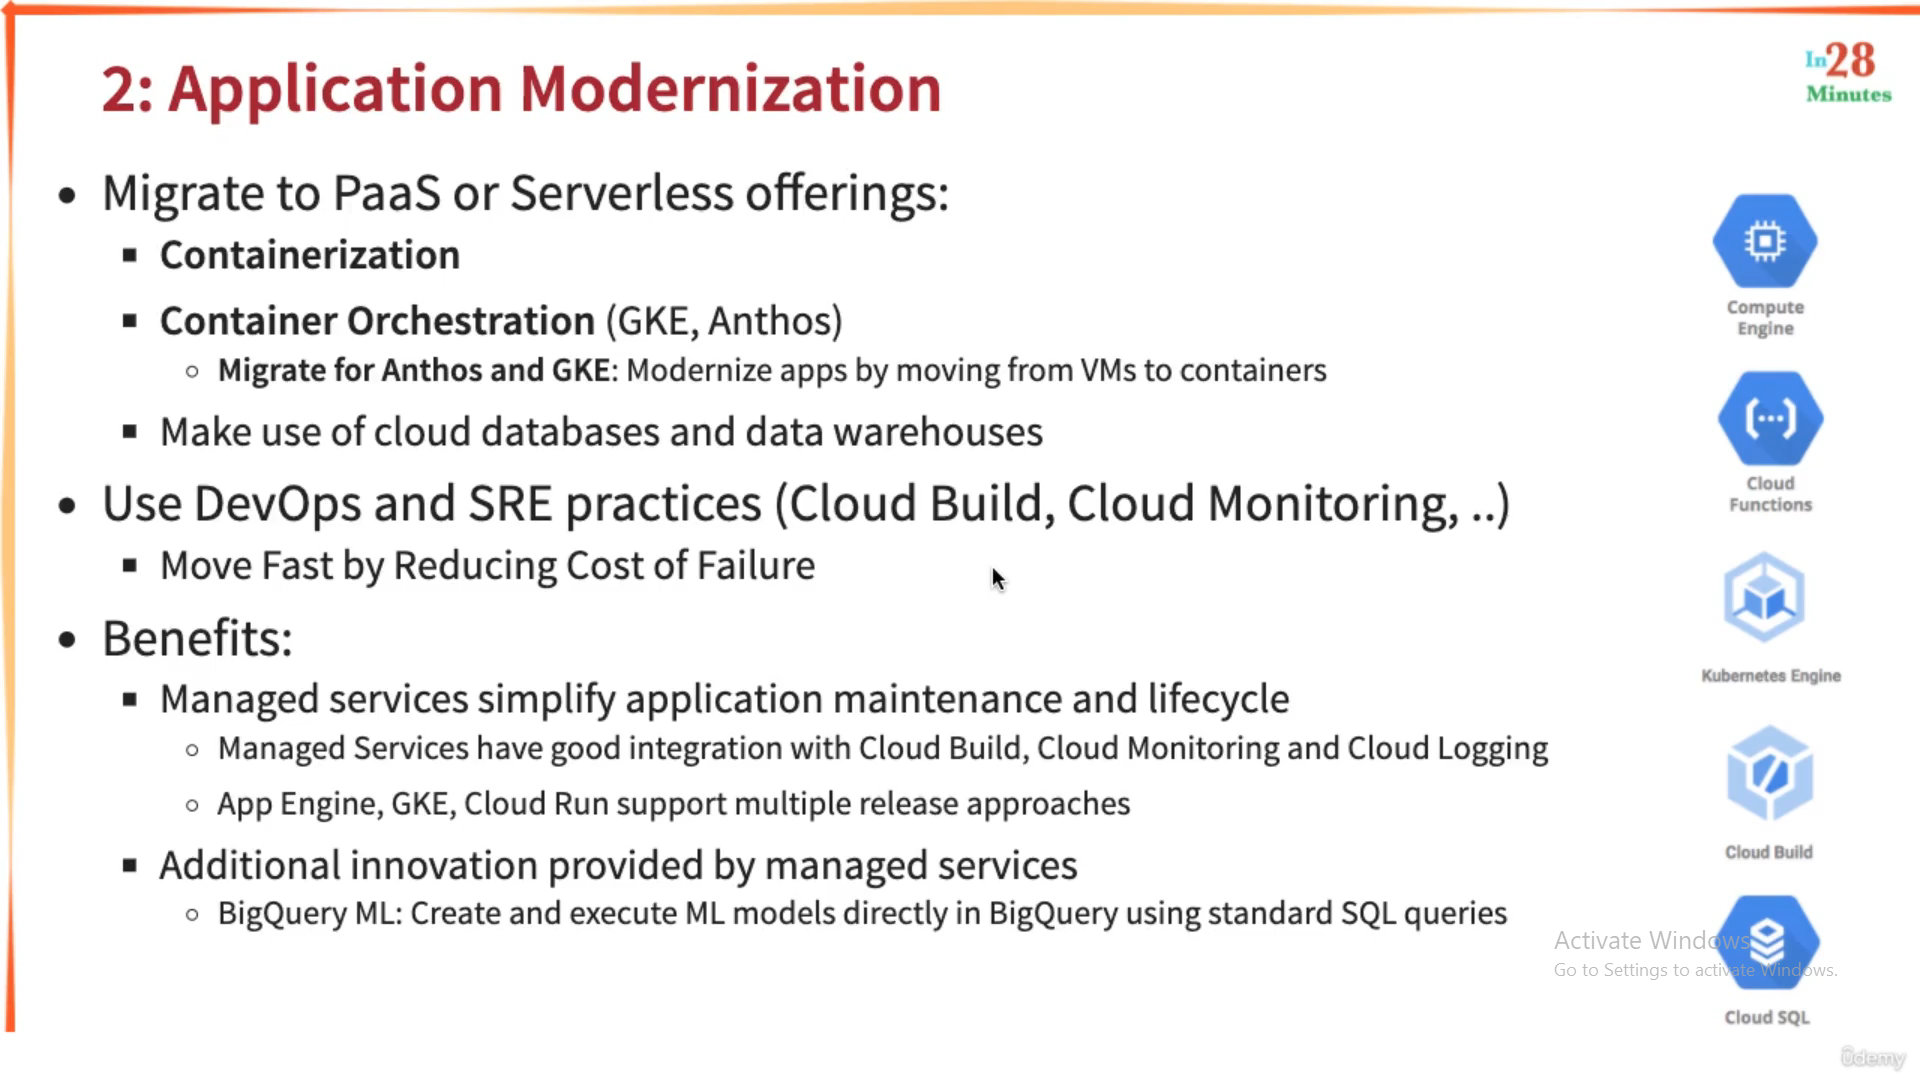 2: Application Modernization
In28
Minutes
• Migrate to PaaS or Serverless offerings:
▪ Containerization
▪ Container Orchestration (GKE, Anthos)
○ Migrate for Anthos and GKE: Modernize apps by moving from VMs to containers
▪ Make use of cloud databases and data warehouses
• Use DevOps and SRE practices (Cloud Build, Cloud Monitoring, ..)
▪ Move Fast by Reducing Cost of Failure
• Benefits:
▪ Managed services simplify application maintenance and lifecycle
○ Managed Services have good integration with Cloud Build, Cloud Monitoring and Cloud Logging
○ App Engine, GKE, Cloud Run support multiple release approaches
▪ Additional innovation provided by managed services
○ BigQuery ML: Create and execute ML models directly in BigQuery using standard SQL queries
Compute
Engine
Cloud
Functions
Kubernetes Engine
Cloud Build
Activate Windows
Go to Settings to activate Windows.
Cloud SQL
ûdemy